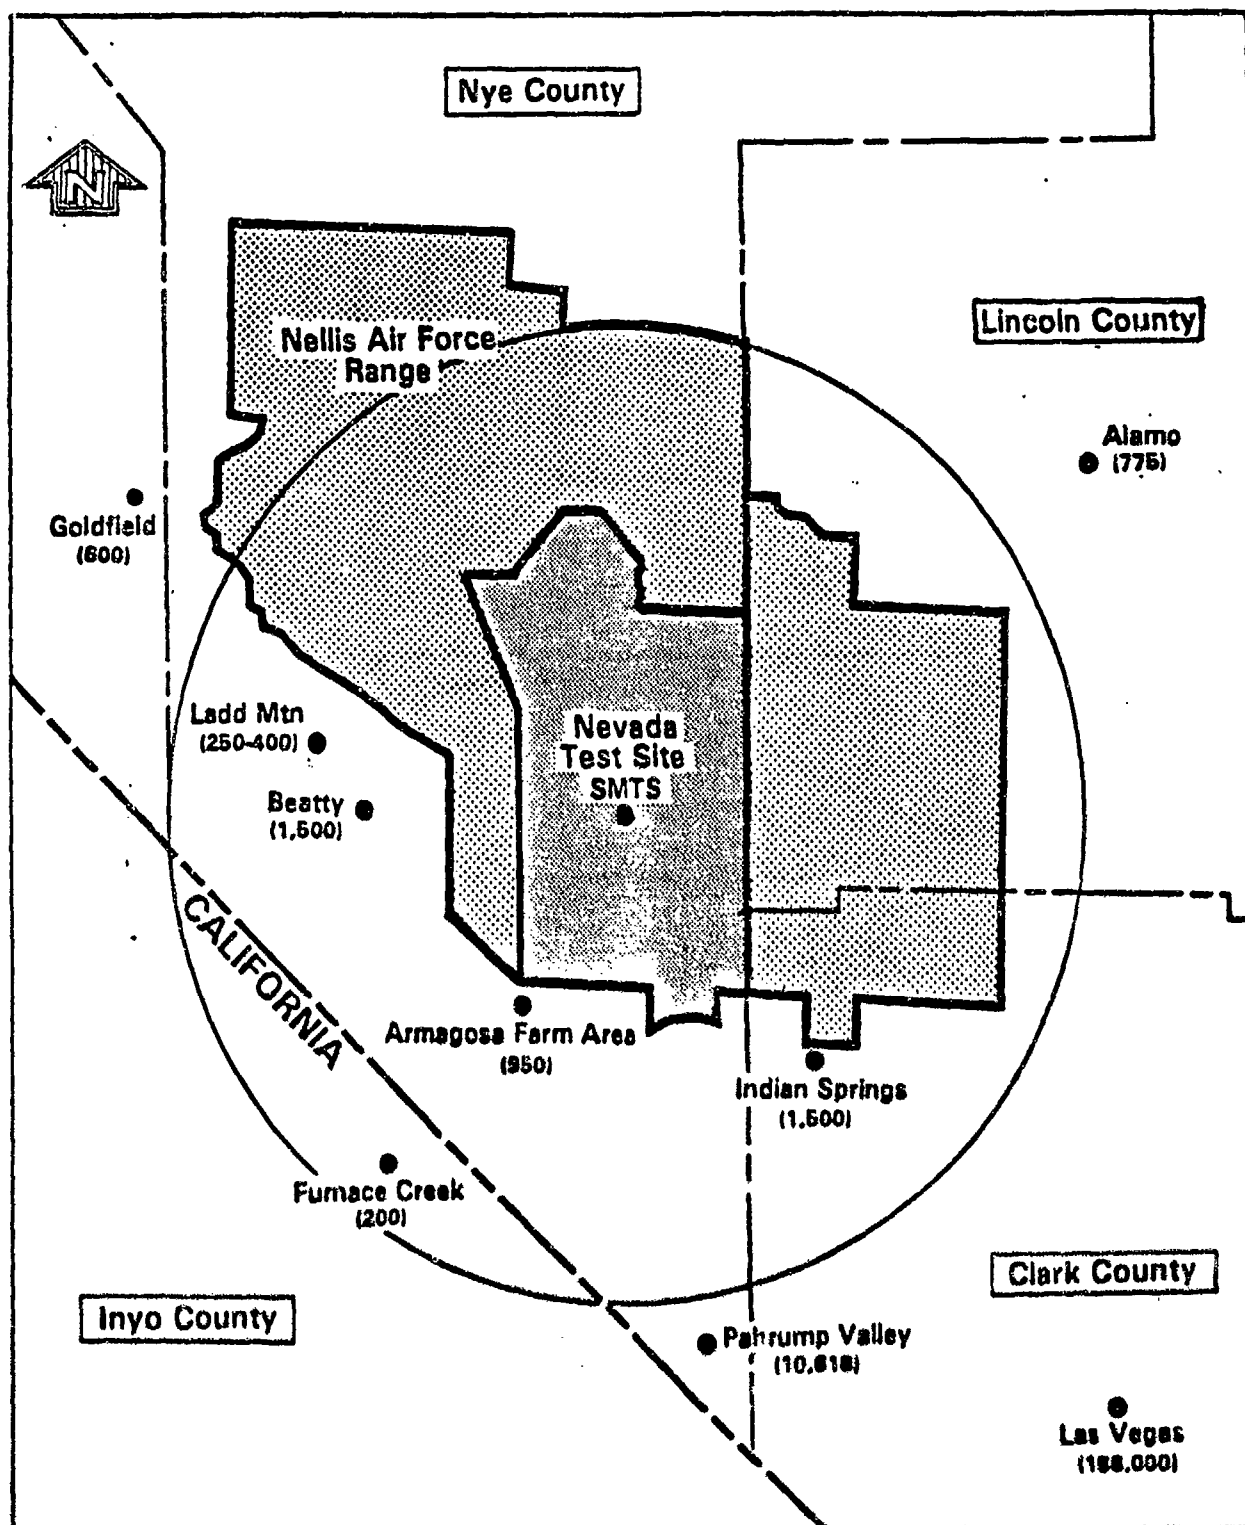 Nye County
N
Lincoln County
Nellis Air Force
Range
Alamo
(775)
Goldfield
(600)
Ladd Mtn
(250-400)
Nevada
Test Site
SMTS
Beatty
(1,500)
CALIFORNIA
Armagosa Farm Area
(950)
Indian Springs
(1,500)
Furnace Creek
(200)
Clark County
Inyo County
Pahrump Valley
Las Vegas